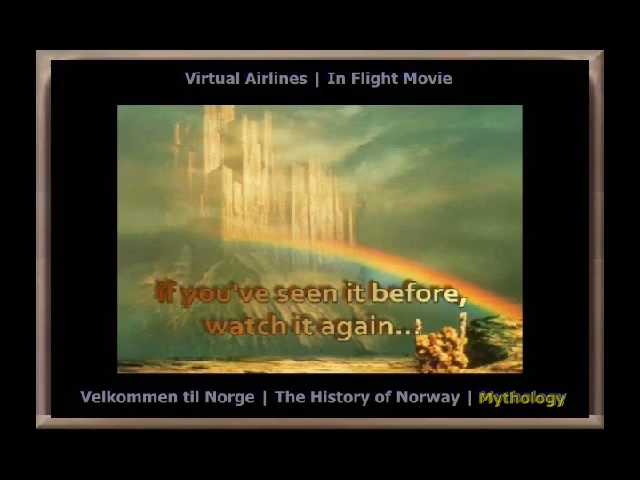 Virtual Airlines | In Flight Movie
if you've seen it before,
watch it again...
Velkommen til Norge | The History of Norway | Mythology